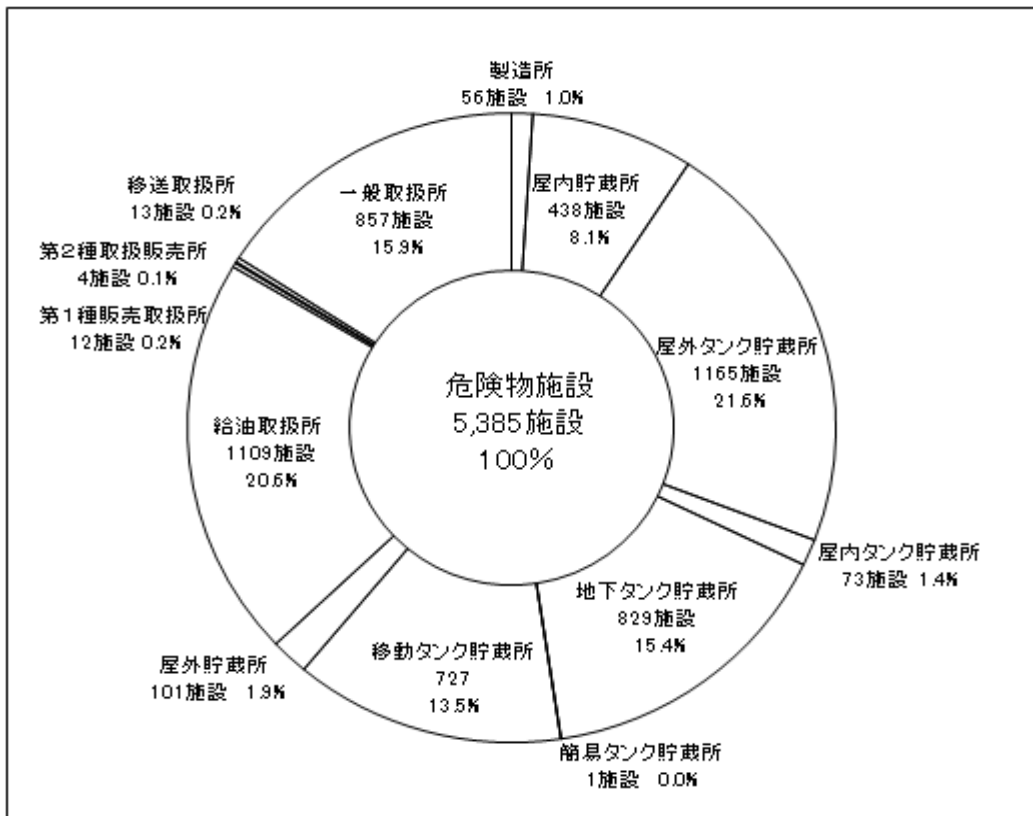 製造所
56施設 1.0%
屋内貯蔵所
438施設
8.1%
屋外タンク貯蔵所
1165施設
21.6%
屋内タンク貯蔵所
73施設 1.4%
地下タンク貯蔵所
829施設
15.4%
簡易タンク貯蔵所
1施設 0.0%
移動タンク貯蔵所
727
13.5%
屋外貯蔵所
101施設 1.9%
給油取扱所
1109施設
20.6%
第1種販売取扱所
12施設 0.2%
第2種取扱販売所
4施設 0.1%
移送取扱所
13施設 0.2%
一般取扱所
857施設
15.9%
危険物施設
5,385施設
100%